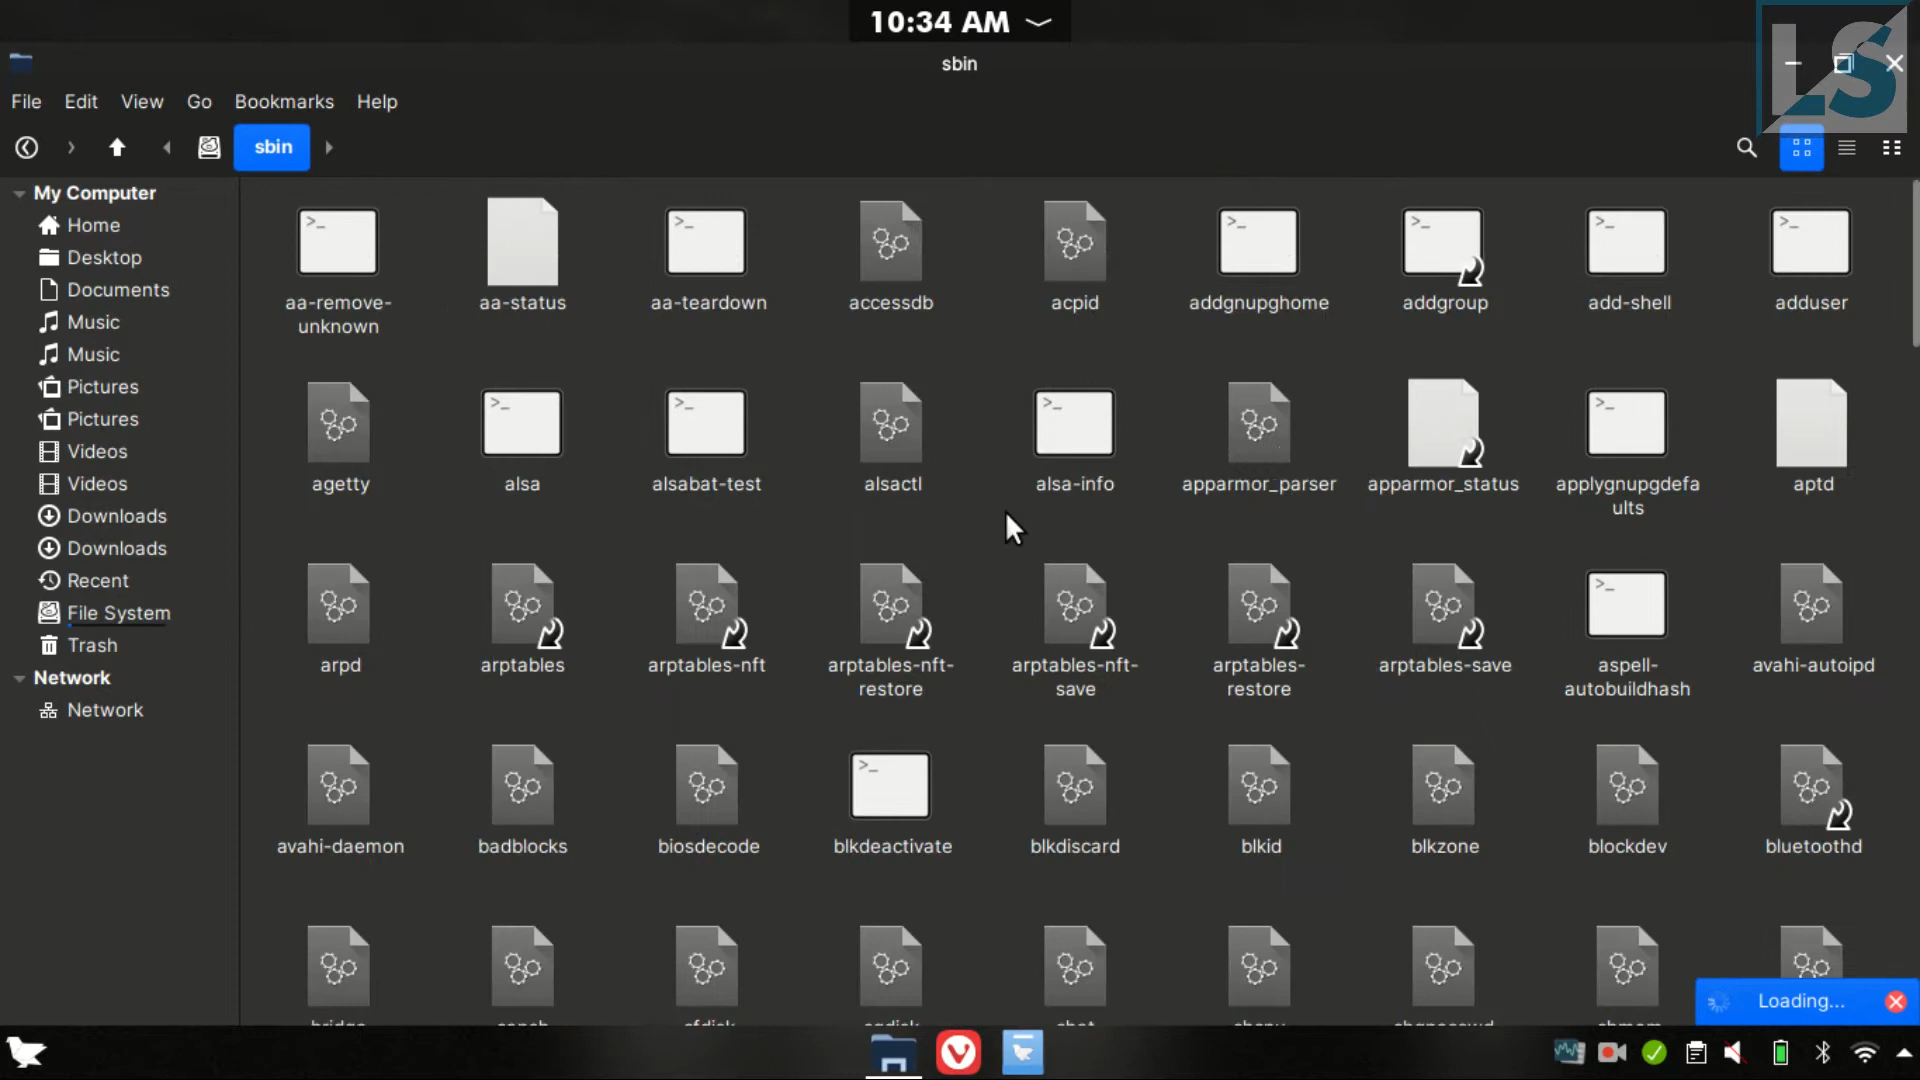 10:34 AM
LS
sbin
File Edit View Go Bookmarks Help
sbin
My Computer
Home
Desktop
Documents
Music
Music
Pictures
Pictures
Videos
Videos
Downloads
Downloads
Recent
File System
Trash
Network
Network
aa-remove-
unknown
aa-status
aa-teardown
accessdb
acpid
addgnupghome
addgroup
add-shell
adduser
agetty
alsa
alsabat-test
alsactl
alsa-info
apparmor_parser
apparmor_status
applygnupgdefa
ults
aptd
arpd
arptables
arptables-nft
arptables-nft-
restore
arptables-nft-
save
arptables-
restore
arptables-save
aspell-
autobuildhash
avahi-autoipd
avahi-daemon
badblocks
biosdecode
blkdeactivate
blkdiscard
blkid
blkzone
blockdev
bluetoothd
Loading...